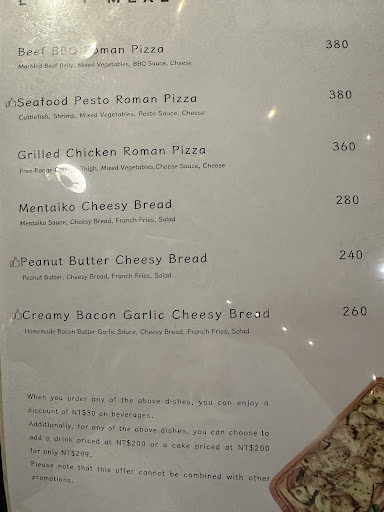 Beef BBQ Roman Pizza 380
Marbled Beef Belly, Mixed Vegetables, BBQ Sauce, Cheese
Seafood Pesto Roman Pizza 380
Cuttlefish, Shrimp, Mixed Vegetables, Pesto Sauce, Cheese
Grilled Chicken Roman Pizza 360
Free-Range Thigh, Mixed Vegetables,Cheese Sauce, Cheese
Mentaiko Cheesy Bread 280
Mentaiko Sauce, Cheesy Bread, Franch Fries, Salad
Peanut Butter Cheesy Bread 240
Peanut Butter, Cheesy Bread, Franch Fries, Salad
Creamy Bacon Garlic Cheesy Bread 260
Homemade Bacon Butter Garlic Sauce, Cheesy Bread, Franch Fries, Salad
When you order any of the above dishes, you can enjoy a
discount of NT$30 on beverages.
Additionally, for any of the above dishes, you can choose to
add a drink priced at NT$200 or a cake priced at NT$200
for only NT$299.
Please note that this offer cannot be combined with other
promotions.